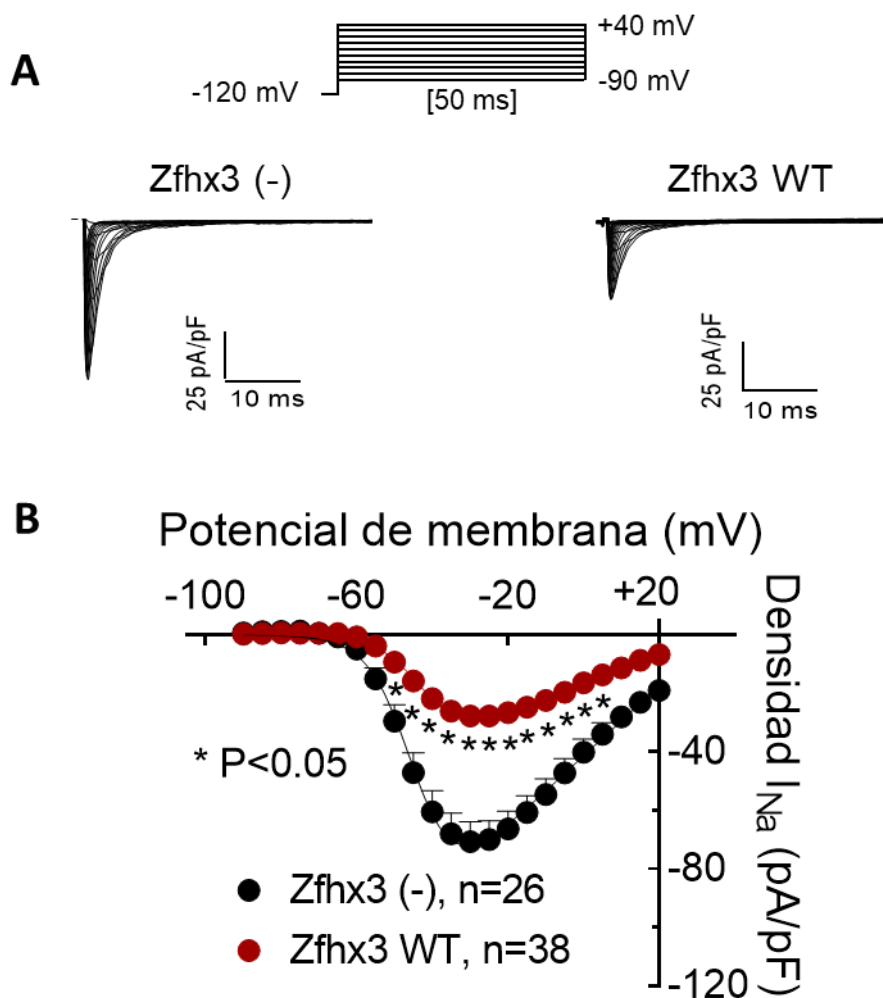 A
+40 mV
-120 mV
-90 mV
[50 ms]
Zfhx3 (-)
Zfhx3 WT
25 pA/pF
10 ms
25 pA/pF
10 ms
B
Potencial de membrana (mV)
-100 -60 -20 +20
Densidad INa (pA/pF)
-40
-80
-120
* * * * * * * * * * * * * * *
* P<0.05
Zfhx3 (-), n=26
Zfhx3 WT, n=38